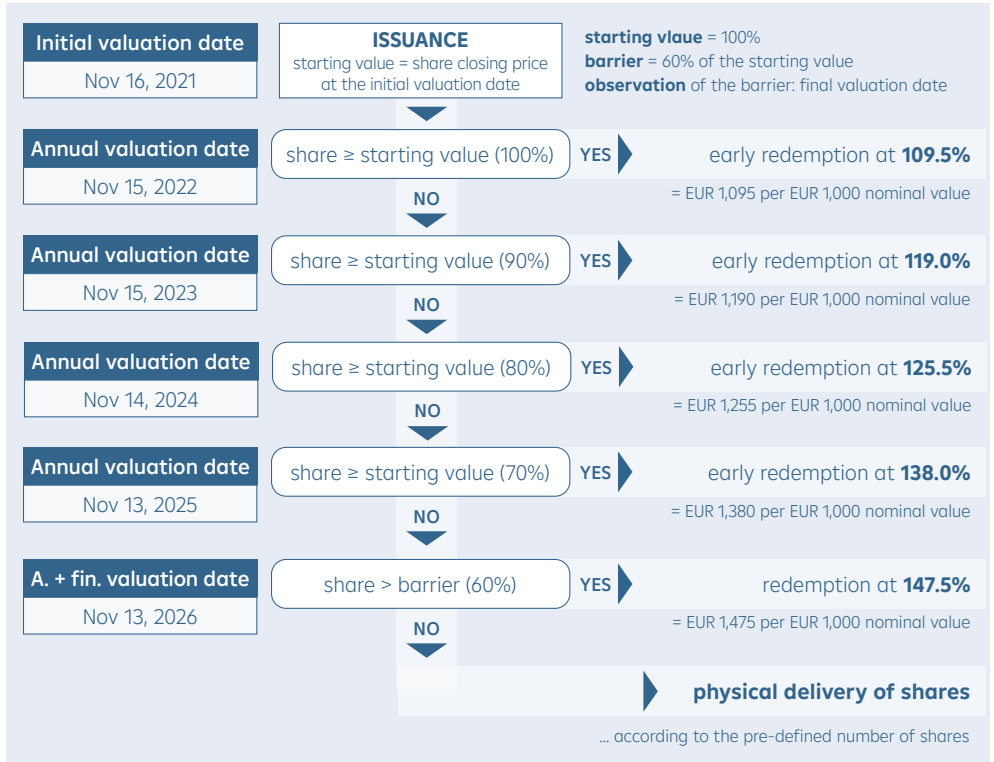 Initial valuation date
Nov 16, 2021
ISSUANCE
starting value = share closing price
at the initial valuation date
starting vlaue = 100%
barrier = 60% of the starting value
observation of the barrier: final valuation date
Annual valuation date
Nov 15, 2022
share ≥ starting value (100%)
YES
early redemption at 109.5%
= EUR 1,095 per EUR 1,000 nominal value
NO
Annual valuation date
Nov 15, 2023
share ≥ starting value (90%)
YES
early redemption at 119.0%
= EUR 1,190 per EUR 1,000 nominal value
NO
Annual valuation date
Nov 14, 2024
share ≥ starting value (80%)
YES
early redemption at 125.5%
= EUR 1,255 per EUR 1,000 nominal value
NO
Annual valuation date
Nov 13, 2025
share ≥ starting value (70%)
YES
early redemption at 138.0%
= EUR 1,380 per EUR 1,000 nominal value
NO
A. + fin. valuation date
Nov 13, 2026
share > barrier (60%)
YES
redemption at 147.5%
= EUR 1,475 per EUR 1,000 nominal value
NO
physical delivery of shares
... according to the pre-defined number of shares